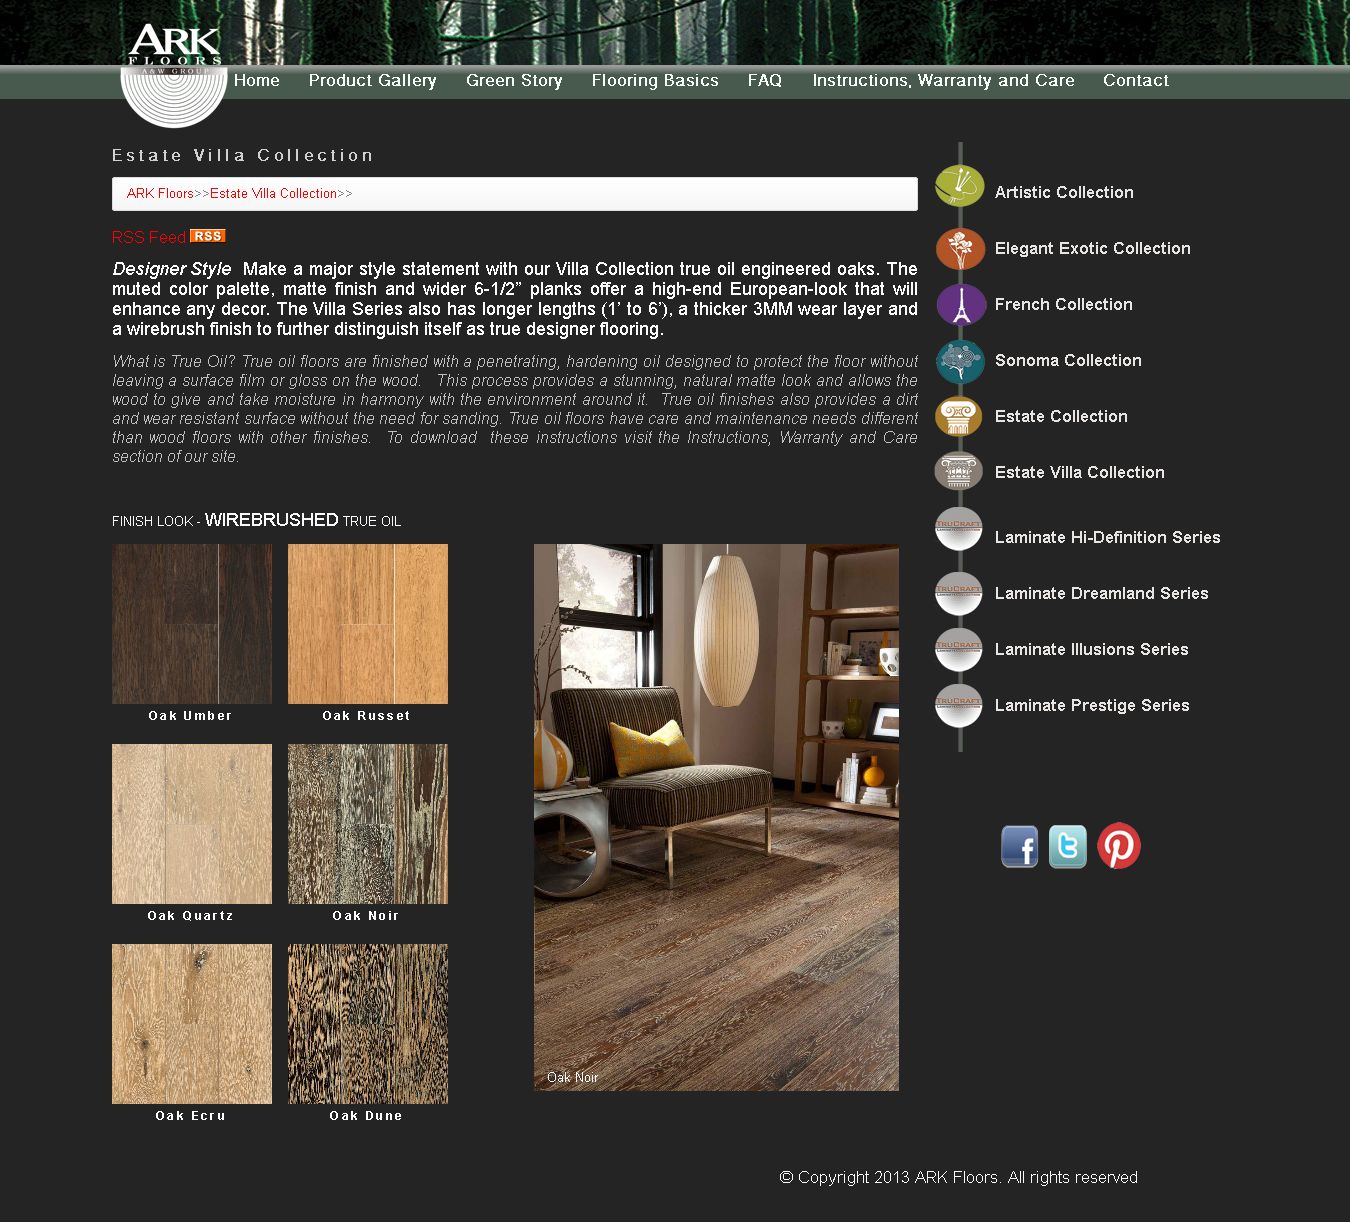 ARK
FLOORS
A&W GROUP
Home Product Gallery Green Story Flooring Basics FAQ Instructions, Warranty and Care Contact
Estate Villa Collection
ARK Floors>>Estate Villa Collection>>
RSS Feed RSS
Designer Style Make a major style statement with our Villa Collection true oil engineered oaks. The
muted color palette, matte finish and wider 6-1/2” planks offer a high-end European-look that will
enhance any decor. The Villa Series also has longer lengths (1’ to 6’), a thicker 3MM wear layer and
a wirebrush finish to further distinguish itself as true designer flooring.
What is True Oil? True oil floors are finished with a penetrating, hardening oil designed to protect the floor without
leaving a surface film or gloss on the wood. This process provides a stunning, natural matte look and allows the
wood to give and take moisture in harmony with the environment around it. True oil finishes also provides a dirt
and wear resistant surface without the need for sanding. True oil floors have care and maintenance needs different
than wood floors with other finishes. To download these instructions visit the Instructions, Warranty and Care
section of our site.
FINISH LOOK - WIREBRUSHED TRUE OIL
Oak Umber Oak Russet
Oak Quartz Oak Noir
Oak Ecru Oak Dune
Oak Noir
Artistic Collection
Elegant Exotic Collection
French Collection
Sonoma Collection
Estate Collection
Estate Villa Collection
TRUCRAFT
Laminate Hi-Definition Series
TRUCRAFT
Laminate Dreamland Series
TRUCRAFT
Laminate Illusions Series
TRUCRAFT
Laminate Prestige Series
© Copyright 2013 ARK Floors. All rights reserved